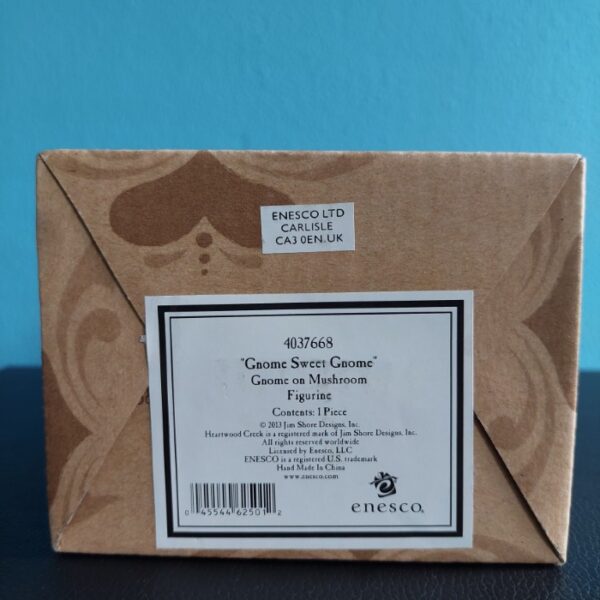 ENESCO LTD
CARLISLE
CA3 0EN.UK
4037668
"Gnome Sweet Gnome"
Gnome on Mushroom
Figurine
Contents: 1 Piece
© 2013 Jim Shore Designs, Inc.
Heartwood Creek is a registered mark of Jim Shore Designs, Inc.
All rights reserved worldwide
Licensed by Enesco, LLC
ENESCO is a registered U.S. trademark
Hand Made In China
www.enesco.com
0 45544 62501 2
enesco®